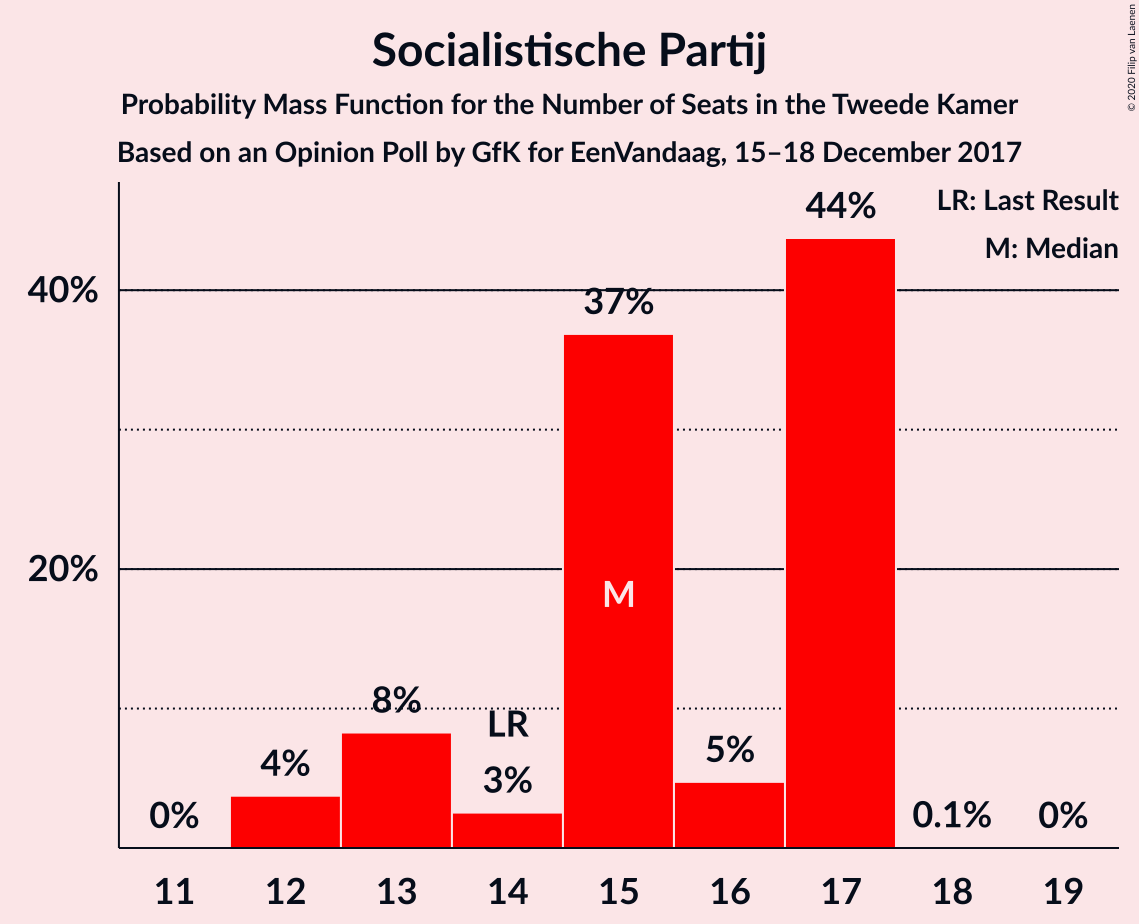 Socialistische Partij
Probability Mass Function for the Number of Seats in the Tweede Kamer
Based on an Opinion Poll by GfK for EenVandaag, 15–18 December 2017
© 2020 Filip van Laenen
LR: Last Result
M: Median
40%
20%
0%
4%
8%
LR
3%
37%
M
5%
44%
0.1%
0%
11 12 13 14 15 16 17 18 19